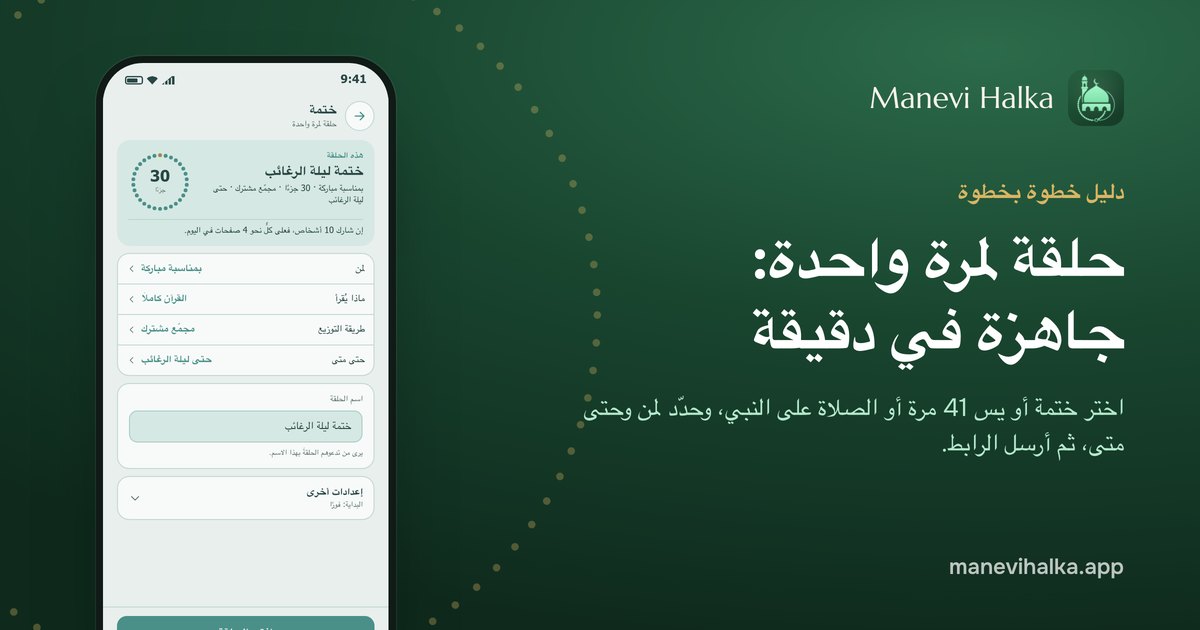 Manevi Halka
دليل خطوة بخطوة
حلقة لمرة واحدة:
جاهزة في دقيقة
اختر ختمة أو يس 41 مرة أو الصلاة على النبي، وحدّد لمن وحتى
متى، ثم أرسل الرابط.
manevihalka.app
9:41
ختمة
حلقة لمرة واحدة
هذه الحلقة
ختمة ليلة الرغائب
بمناسبة مباركة · 30 جزءًا · مجمّع مشترك · حتى
ليلة الرغائب
30
جزءًا
إن شارك 10 أشخاص، فعلى كلٍّ نحو 4 صفحات في اليوم.
لمن
بمناسبة مباركة
ماذا يُقرأ
القرآن كاملًا
طريقة التوزيع
مجمّع مشترك
حتى متى
حتى ليلة الرغائب
اسم الحلقة
ختمة ليلة الرغائب
يرى من تدعوهم الحلقة بهذا الاسم.
إعدادات أخرى
البداية: فورًا